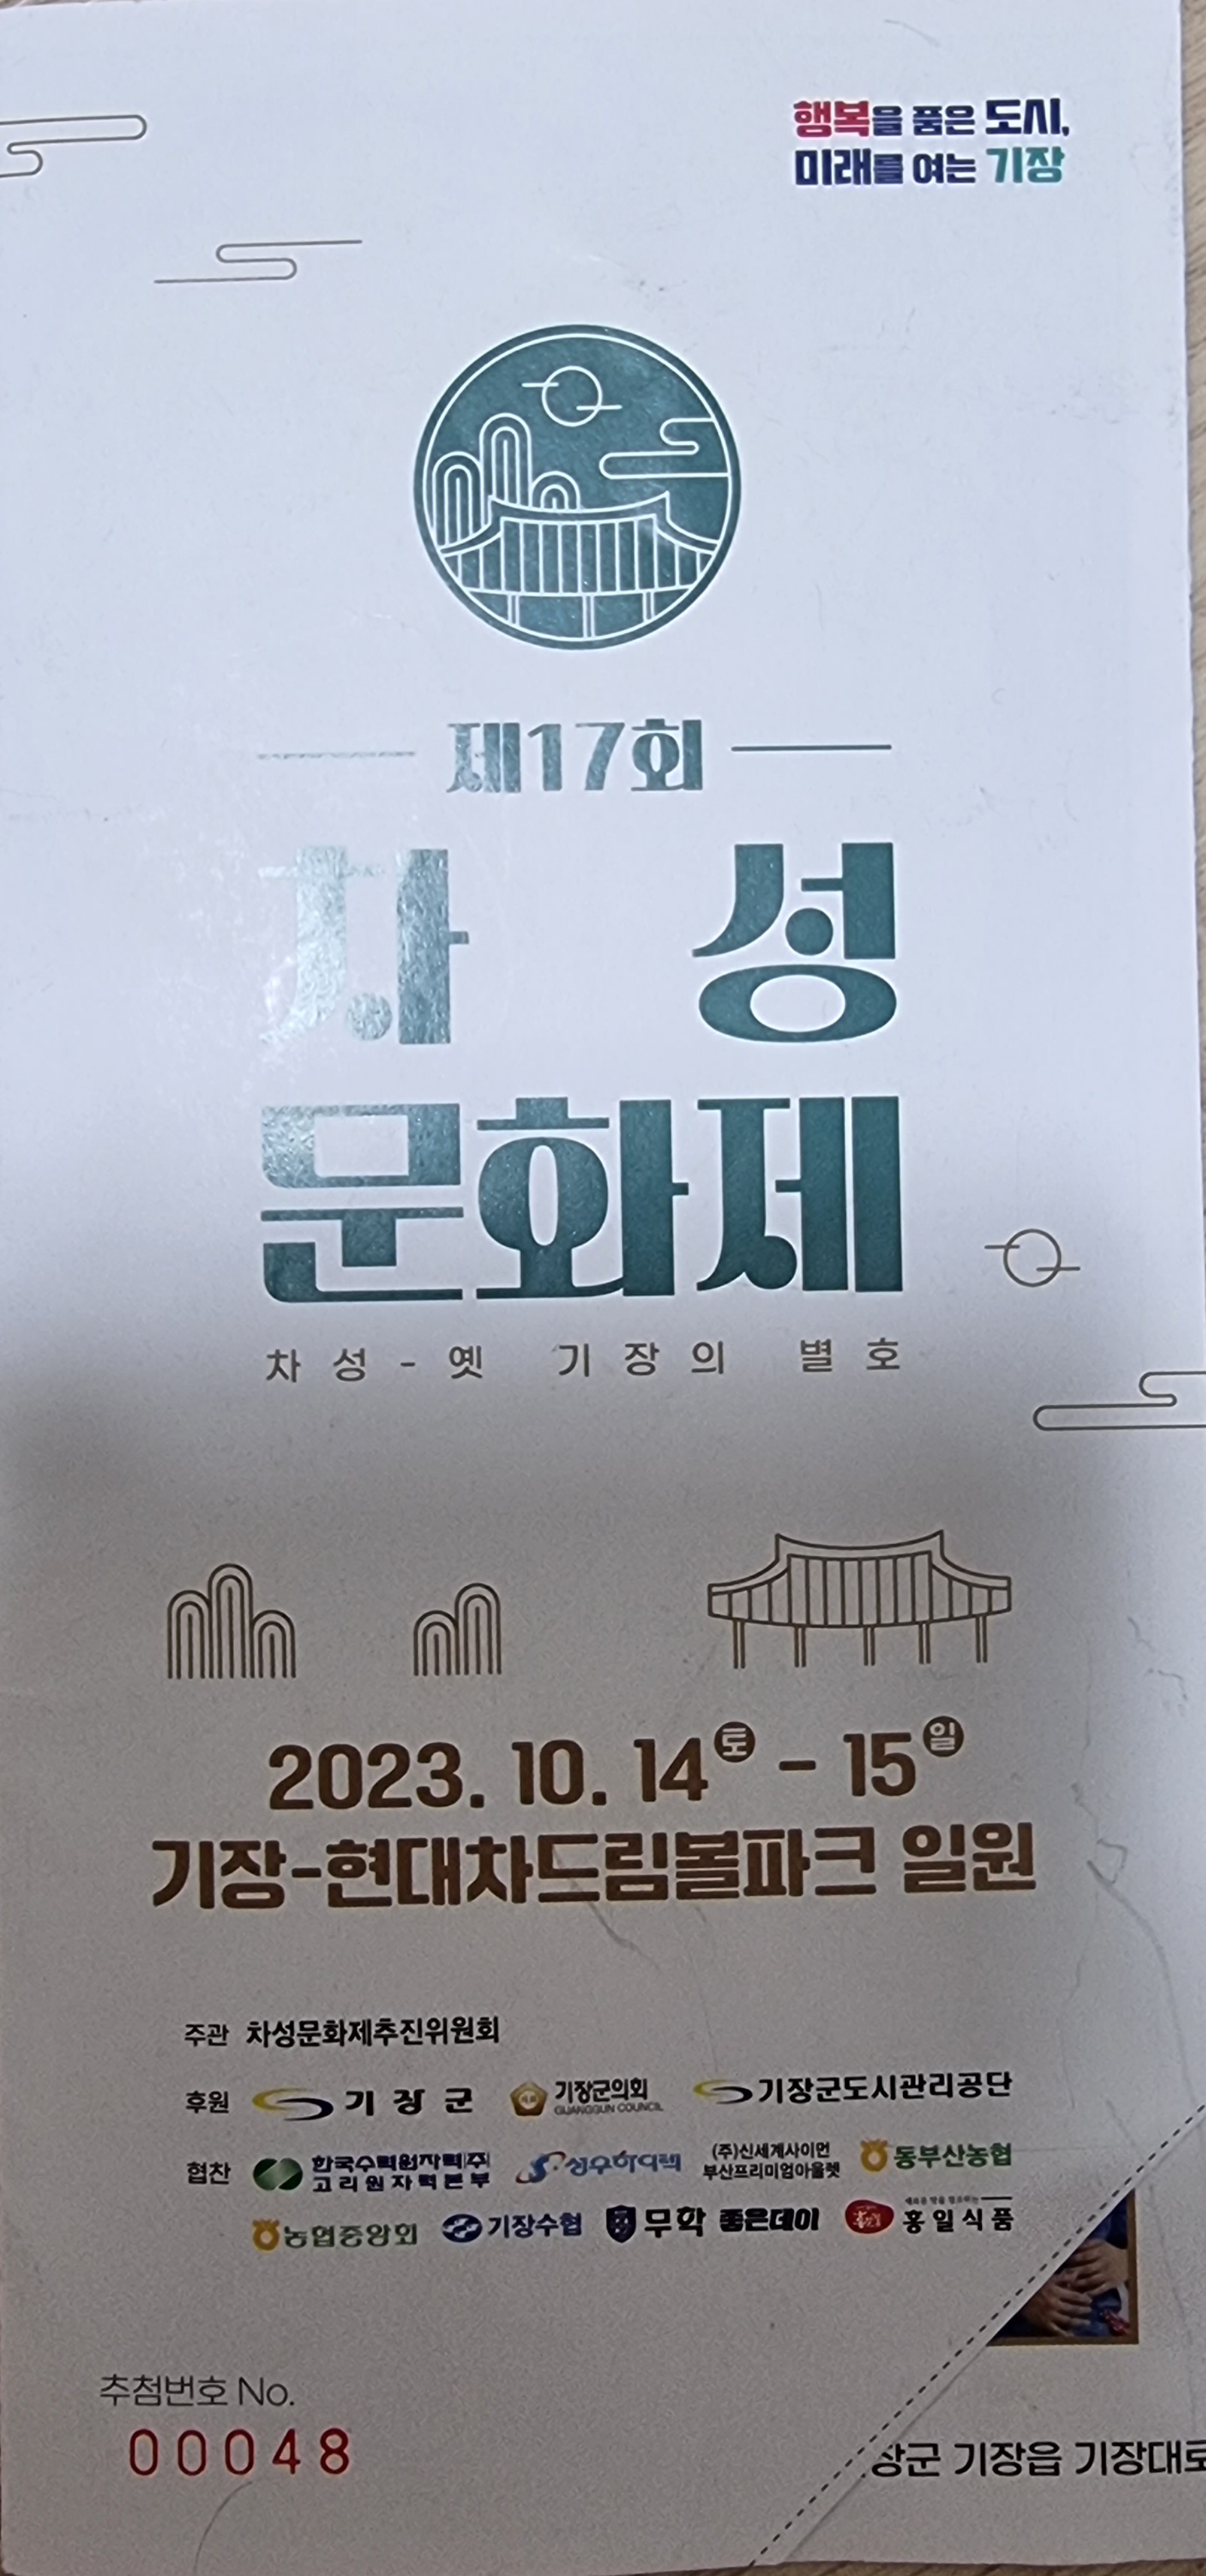 행복을 품은 도시,
미래를 여는 기장
제17회
차 성
문화제
차성-옛 기장의 별호
2023. 10. 14 토 - 15 일
기장-현대차드림볼파크 일원
주관 차성문화제추진위원회
후원 기장군 기장군의회 기장군도시관리공단
협찬 한국수력원자력(주) 고리원자력본부 성우하이텍 (주)신세계사이먼 부산프리미엄아울렛 동부산농협
농협중앙회 기장수협 무학 좋은데이 홍일식품
추첨번호 No.
00048
장군 기장읍 기장대로